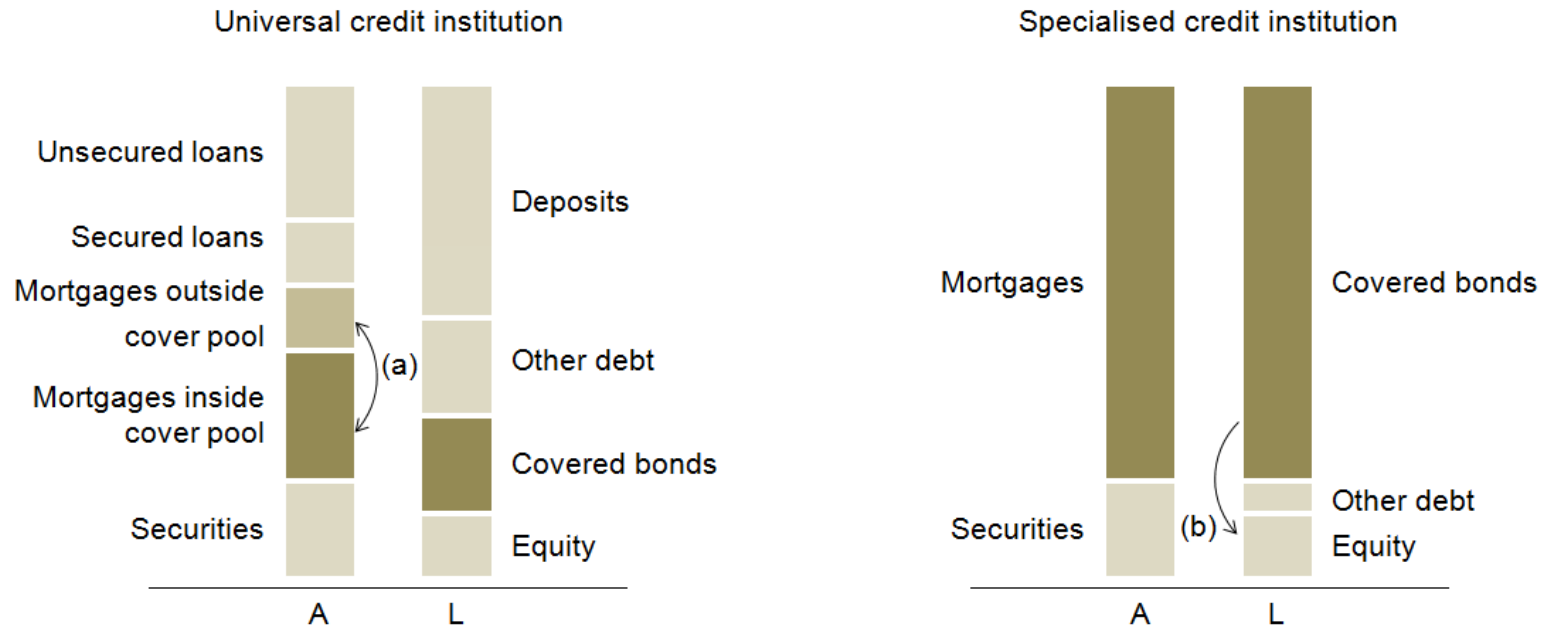 Universal credit institution
Unsecured loans
Secured loans
Mortgages outside
cover pool
Mortgages inside
cover pool
Securities
(a)
Deposits
Other debt
Covered bonds
Equity
A
L
Specialised credit institution
Mortgages
Securities
(b)
Covered bonds
Other debt
Equity
A
L